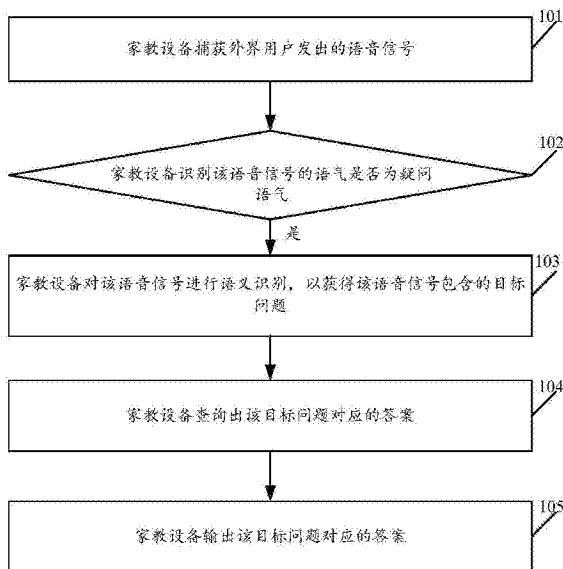 101
家教设备捕获外界用户发出的语音信号
102
家教设备识别该语音信号的语气是否为疑问
语气
是
103
家教设备对该语音信号进行语义识别，以获得该语音信号包含的目标
问题
104
家教设备查询出该目标问题对应的答案
105
家教设备输出该目标问题对应的答案